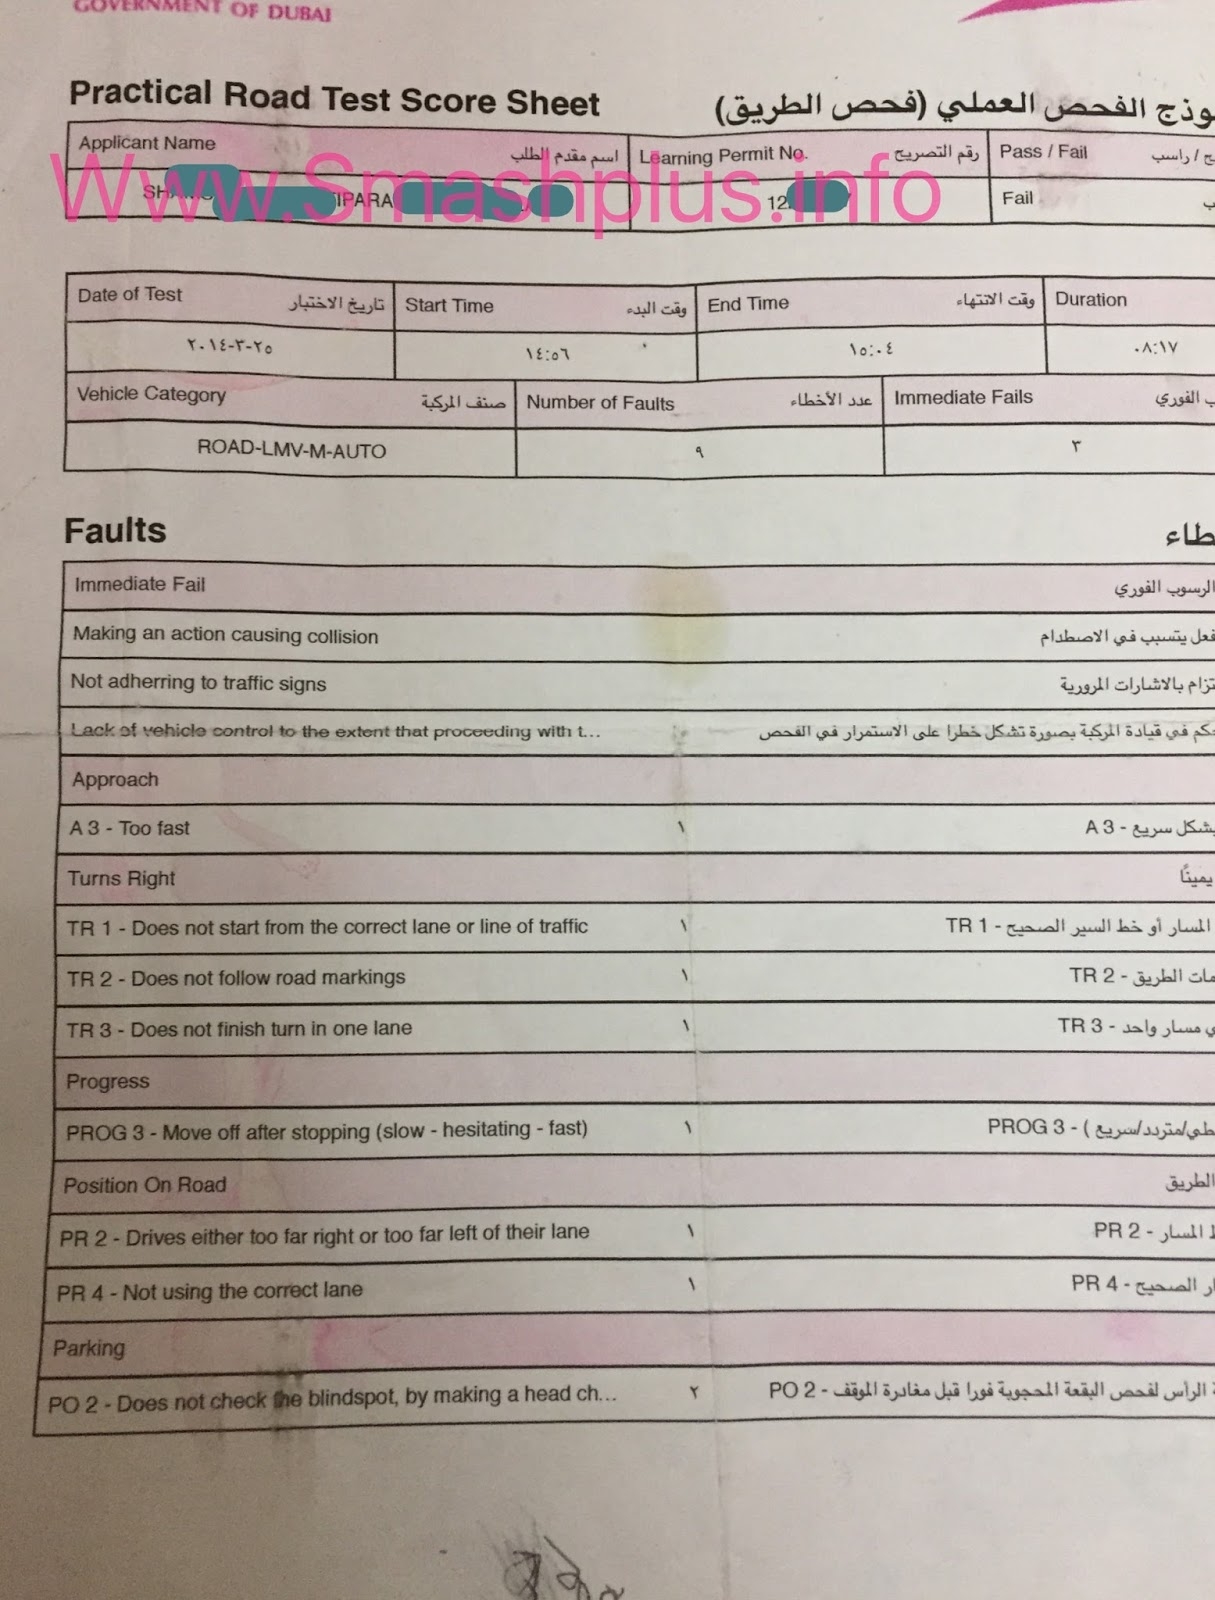 GOVERNMENT OF DUBAI
Practical Road Test Score Sheet الفحص العملي (فحص الطريق)
Applicant Name اسم مقدم الطلب Learning Permit No. رقم التصريح Pass / Fail راسب
Www.Smashplus.info
IPARA 12 Fail
Date of Test تاريخ الاختبار Start Time وقت البدء End Time وقت الانتهاء Duration
٢٠١٤-٣-٢٥ ١٤:٥٦ ١٥:٠٤ ٠٨:١٧
Vehicle Category صنف المركبة Number of Faults عدد الأخطاء Immediate Fails الفوري
ROAD-LMV-M-AUTO ٩ ٣
Faults
Immediate Fail الرسوب الفوري
Making an action causing collision فعل يتسبب في الاصطدام
Not adherring to traffic signs بالاشارات المرورية
Lack of vehicle control to the extent that proceeding with t... في قيادة المركبة بصورة تشكل خطرا على الاستمرار في الفحص
Approach
A 3 - Too fast ١ A 3 - بشكل سريع
Turns Right يمينًا
TR 1 - Does not start from the correct lane or line of traffic ١ TR 1 - المسار أو خط السير الصحيح
TR 2 - Does not follow road markings ١ TR 2 - الطريق
TR 3 - Does not finish turn in one lane ١ TR 3 - مسار واحد
Progress
PROG 3 - Move off after stopping (slow - hesitating - fast) ١ PROG 3 - ( متردد/سريع
Position On Road الطريق
PR 2 - Drives either too far right or too far left of their lane ١ PR 2 - المسار
PR 4 - Not using the correct lane ١ PR 4 - الصحيح
Parking
PO 2 - Does not check the blindspot, by making a head ch... ٢ PO 2 - الرأس لفحص البقعة المحجوبة فورا قبل مغادرة الموقف